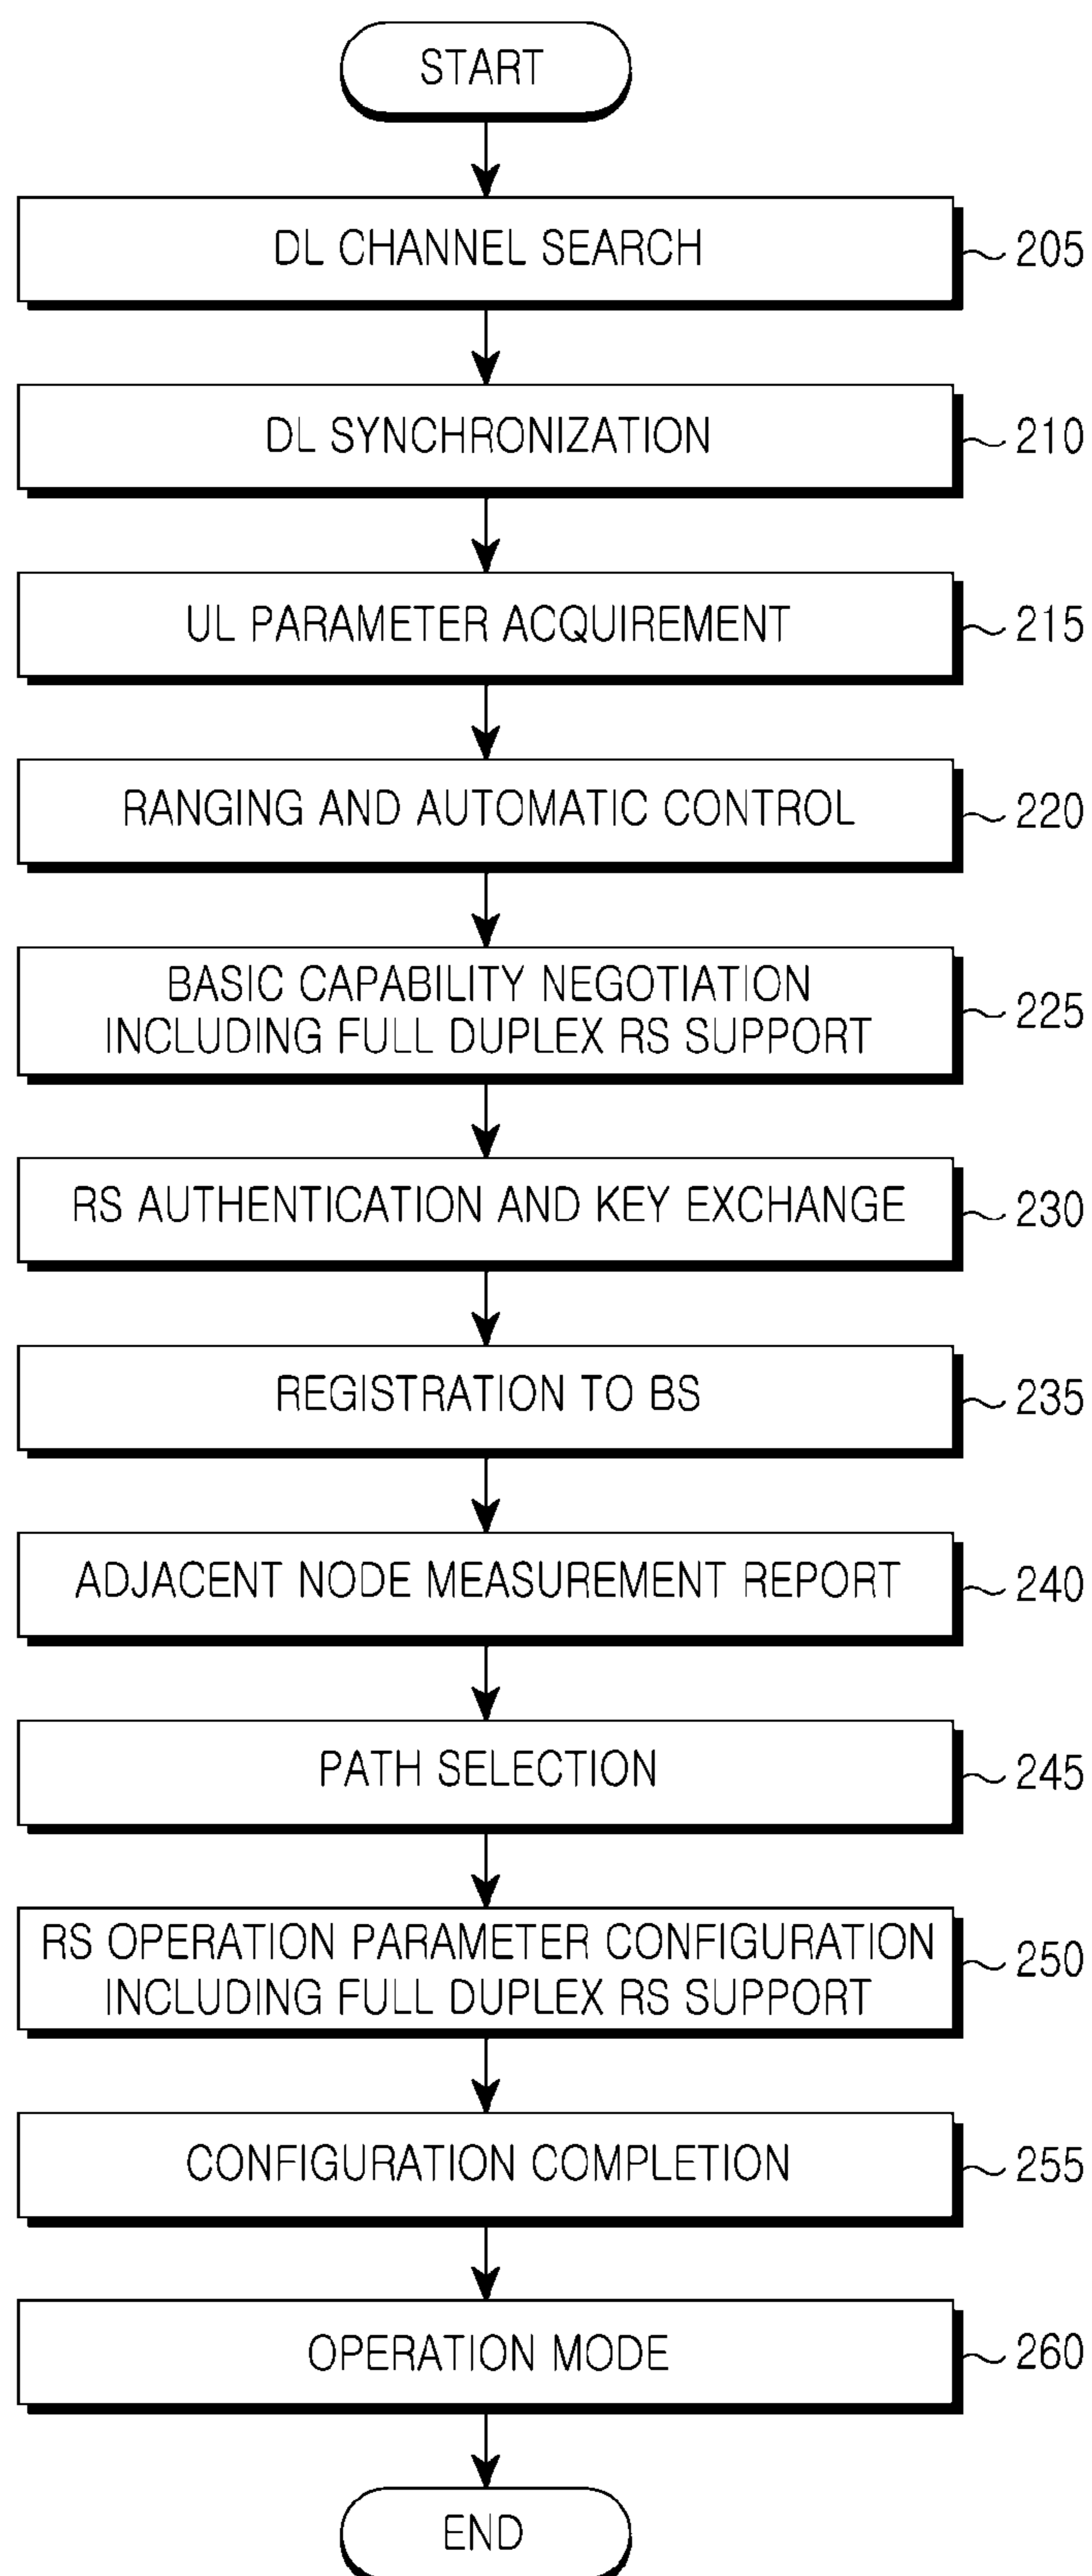 START
DL CHANNEL SEARCH
205
DL SYNCHRONIZATION
210
UL PARAMETER ACQUIREMENT
215
RANGING AND AUTOMATIC CONTROL
220
BASIC CAPABILITY NEGOTIATION
INCLUDING FULL DUPLEX RS SUPPORT
225
RS AUTHENTICATION AND KEY EXCHANGE
230
REGISTRATION TO BS
235
ADJACENT NODE MEASUREMENT REPORT
240
PATH SELECTION
245
RS OPERATION PARAMETER CONFIGURATION
INCLUDING FULL DUPLEX RS SUPPORT
250
CONFIGURATION COMPLETION
255
OPERATION MODE
260
END